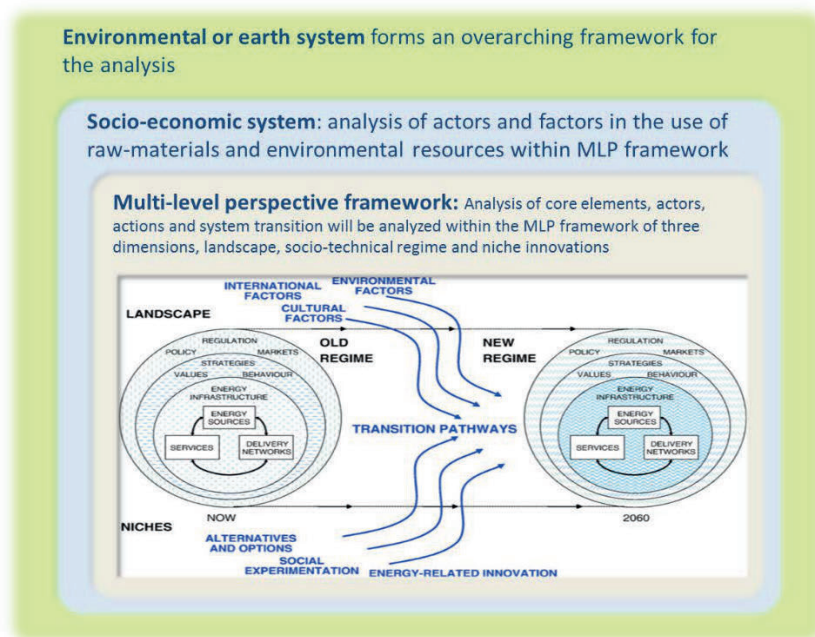 Environmental or earth system forms an overarching framework for
the analysis
Socio-economic system: analysis of actors and factors in the use of
raw-materials and environmental resources within MLP framework
Multi-level perspective framework: Analysis of core elements, actors,
actions and system transition will be analyzed within the MLP framework of three
dimensions, landscape, socio-technical regime and niche innovations
INTERNATIONAL
FACTORS
ENVIRONMENTAL
FACTORS
CULTURAL
FACTORS
LANDSCAPE
OLD
REGIME
NEW
REGIME
REGULATION
POLICY
MARKETS
STRATEGIES
VALUES
BEHAVIOUR
ENERGY
INFRASTRUCTURE
ENERGY
SOURCES
SERVICES
DELIVERY
NETWORKS
TRANSITION PATHWAYS
REGULATION
POLICY
MARKETS
STRATEGIES
VALUES
BEHAVIOUR
ENERGY
INFRASTRUCTURE
ENERGY
SOURCES
SERVICES
DELIVERY
NETWORKS
NICHES
NOW
2060
ALTERNATIVES
AND OPTIONS
SOCIAL
EXPERIMENTATION
ENERGY-RELATED INNOVATION